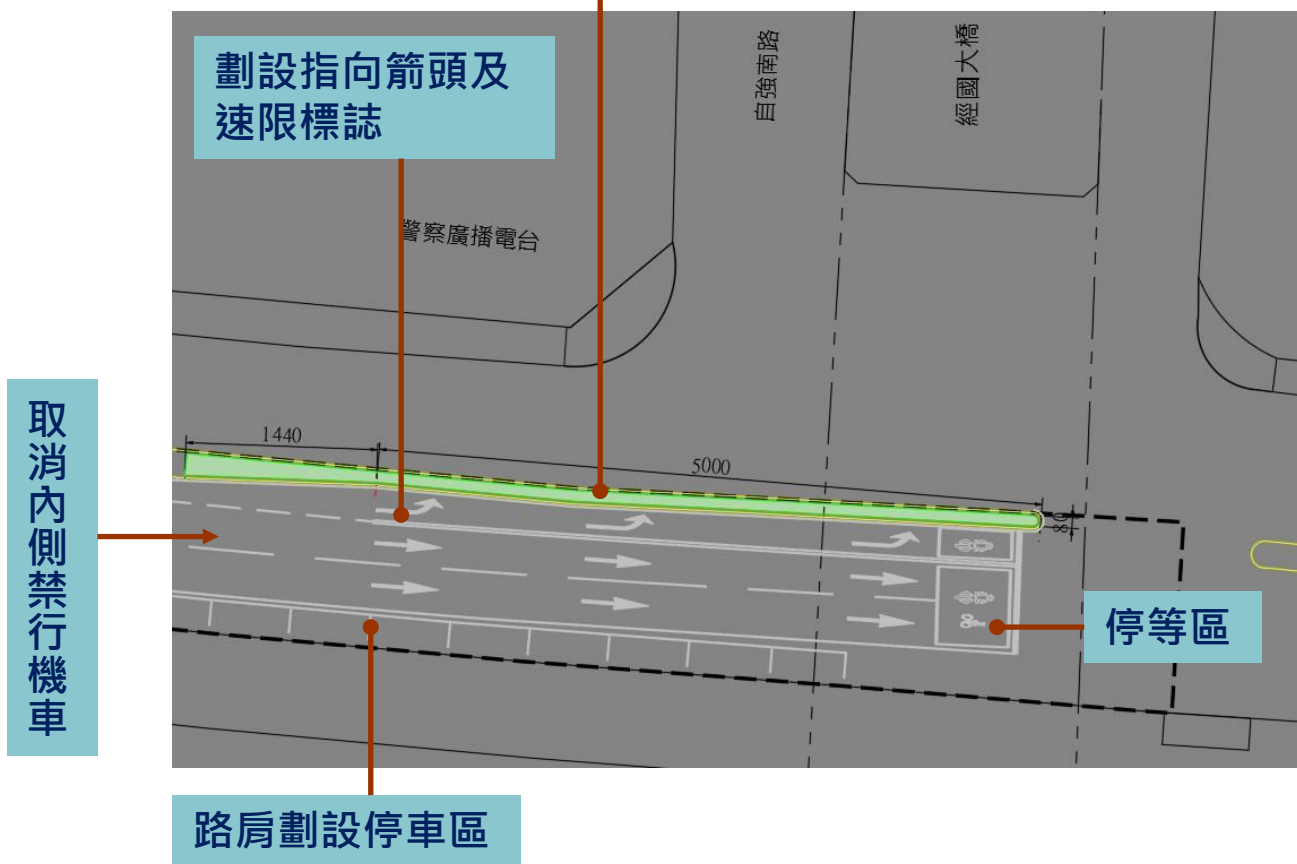 劃設指向箭頭及
速限標誌
自強南路
經國大橋
警察廣播電台
取消內側禁行機車
1440
5000
80
停等區
路肩劃設停車區